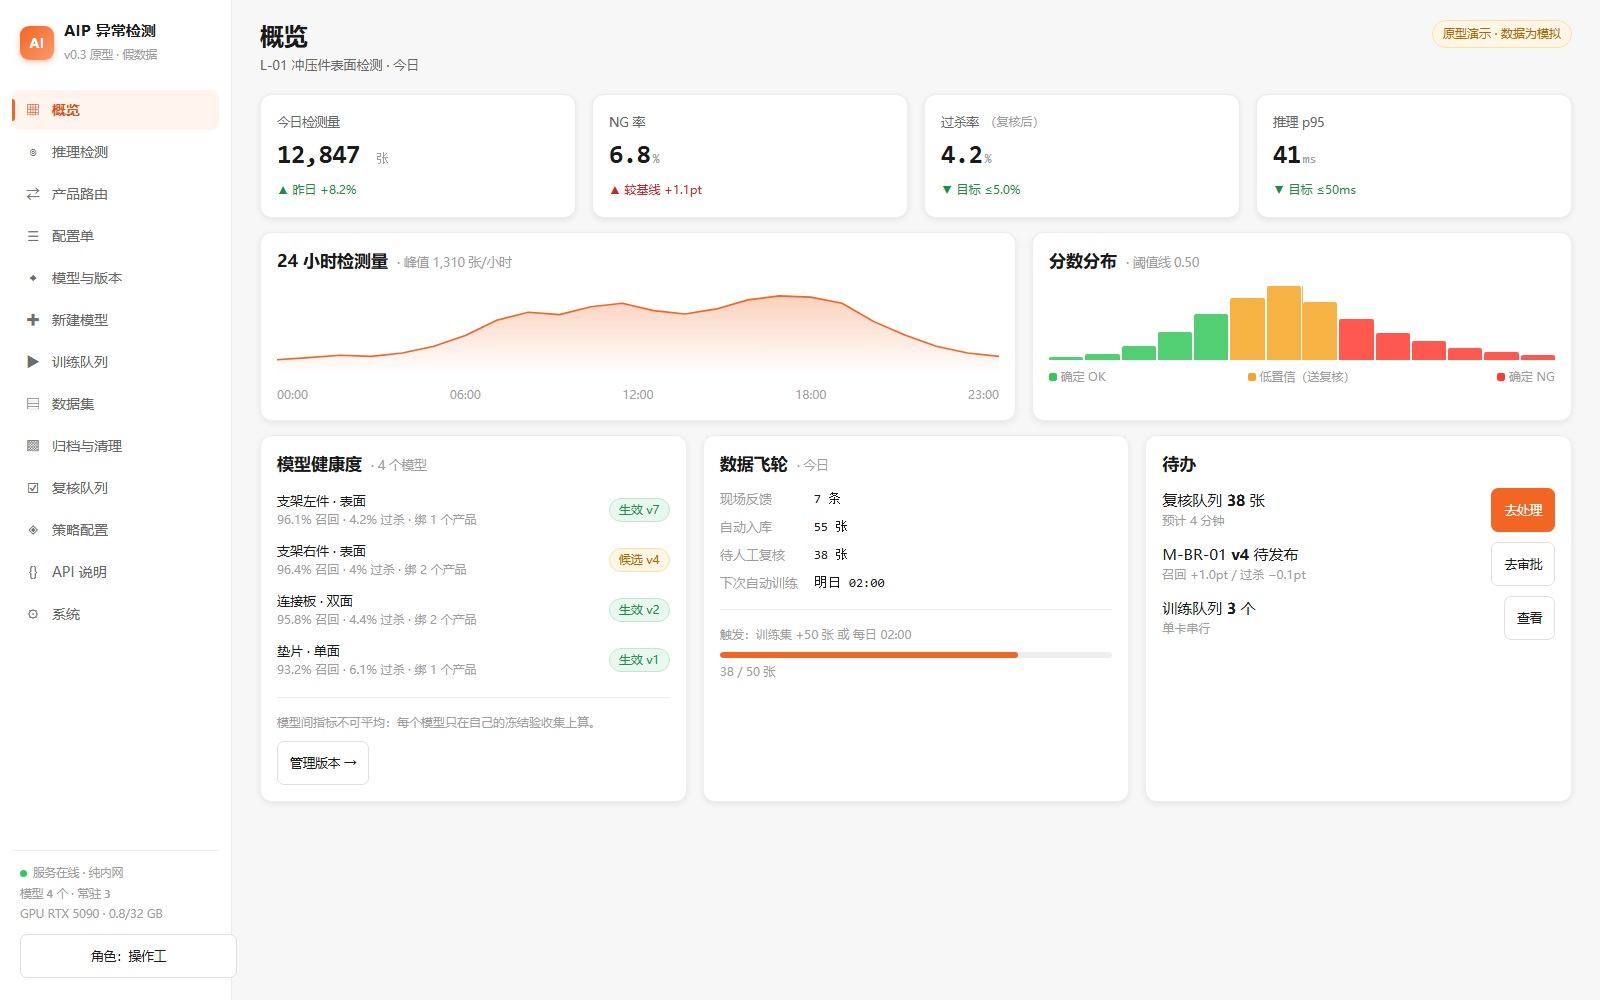 AI
AIP 异常检测
v0.3 原型 · 假数据
概览
推理检测
产品路由
配置单
模型与版本
新建模型
训练队列
数据集
归档与清理
复核队列
策略配置
{} API 说明
系统
服务在线 · 纯内网
模型 4 个 · 常驻 3
GPU RTX 5090 · 0.8/32 GB
角色：操作工
概览
L-01 冲压件表面检测 · 今日
原型演示 · 数据为模拟
今日检测量
12,847 张
▲ 昨日 +8.2%
NG 率
6.8%
▲ 较基线 +1.1pt
过杀率 （复核后）
4.2%
▼ 目标 ≤5.0%
推理 p95
41ms
▼ 目标 ≤50ms
24 小时检测量 · 峰值 1,310 张/小时
00:00 06:00 12:00 18:00 23:00
分数分布 · 阈值线 0.50
确定 OK 低置信（送复核） 确定 NG
模型健康度 · 4 个模型
支架左件 · 表面
96.1% 召回 · 4.2% 过杀 · 绑 1 个产品
生效 v7
支架右件 · 表面
96.4% 召回 · 4% 过杀 · 绑 2 个产品
候选 v4
连接板 · 双面
95.8% 召回 · 4.4% 过杀 · 绑 2 个产品
生效 v2
垫片 · 单面
93.2% 召回 · 6.1% 过杀 · 绑 1 个产品
生效 v1
模型间指标不可平均：每个模型只在自己的冻结验收集上算。
管理版本 →
数据飞轮 · 今日
现场反馈 7 条
自动入库 55 张
待人工复核 38 张
下次自动训练 明日 02:00
触发：训练集 +50 张 或 每日 02:00
38 / 50 张
待办
复核队列 38 张
预计 4 分钟
去处理
M-BR-01 v4 待发布
召回 +1.0pt / 过杀 −0.1pt
去审批
训练队列 3 个
单卡串行
查看